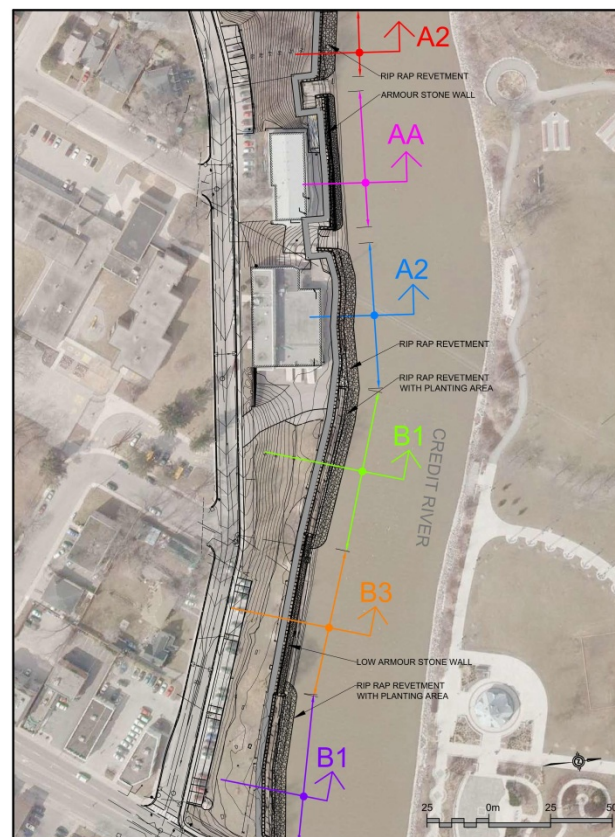 A2
RIP RAP REVETMENT
ARMOUR STONE WALL
AA
A2
RIP RAP REVETMENT
RIP RAP REVETMENT
WITH PLANTING AREA
B1
CREDIT RIVER
B3
LOW ARMOUR STONE WALL
RIP RAP REVETMENT
WITH PLANTING AREA
B1
25 0m 25 50